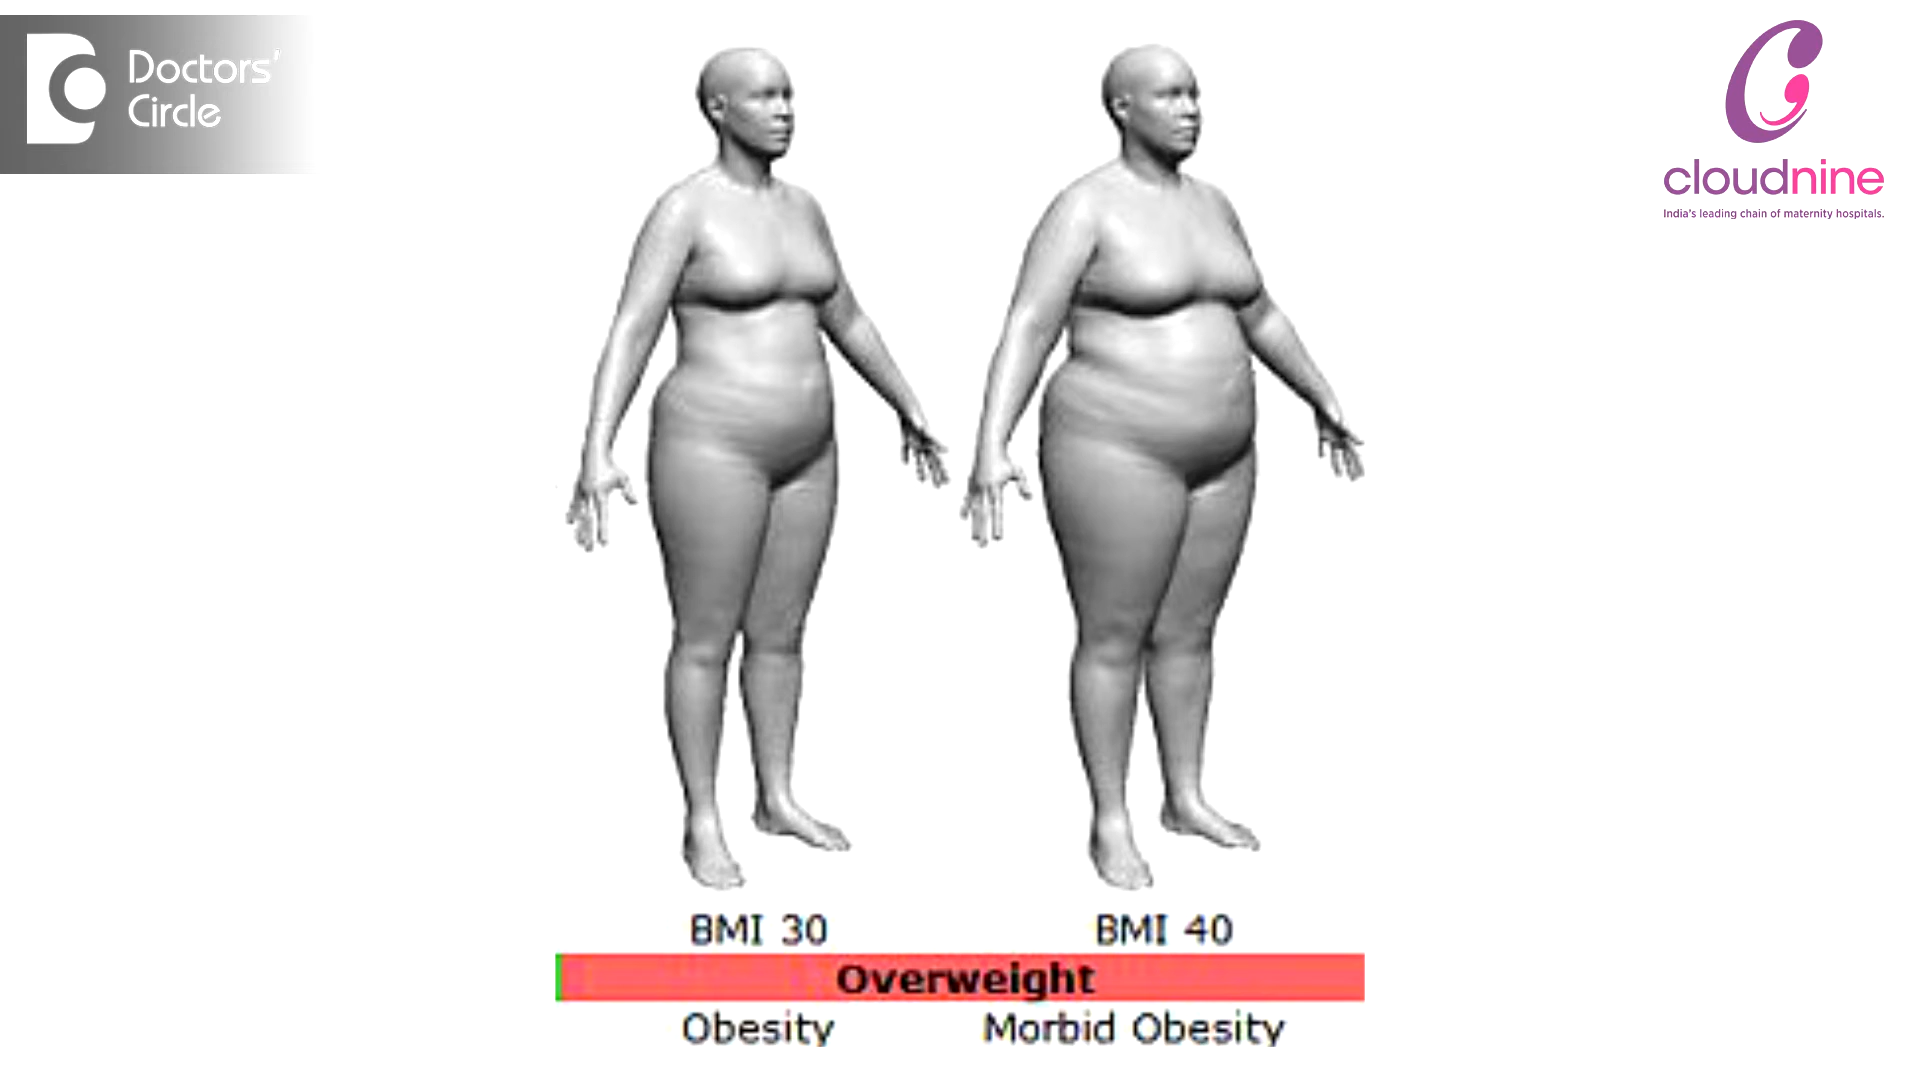 Doctors'
Circle
cloudnine
India's leading chain of maternity hospitals.
BMI 30
BMI 40
Overweight
Obesity
Morbid Obesity